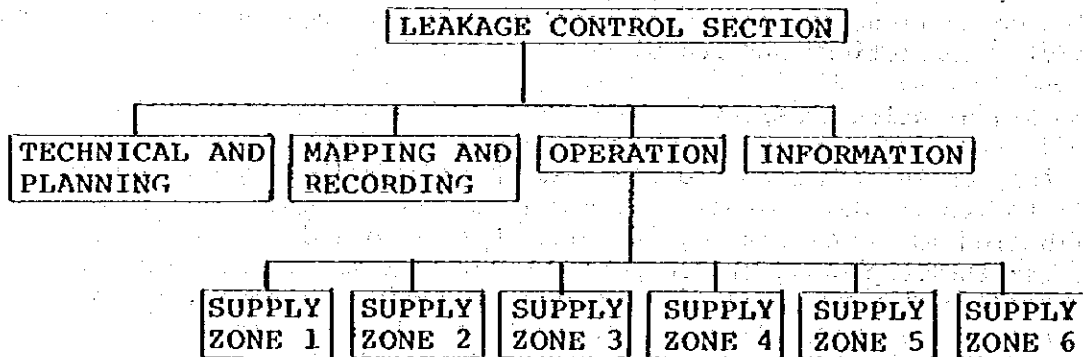 LEAKAGE CONTROL SECTION
TECHNICAL AND
PLANNING
MAPPING AND
RECORDING
OPERATION
INFORMATION
SUPPLY
ZONE 1
SUPPLY
ZONE 2
SUPPLY
ZONE 3
SUPPLY
ZONE 4
SUPPLY
ZONE 5
SUPPLY
ZONE 6